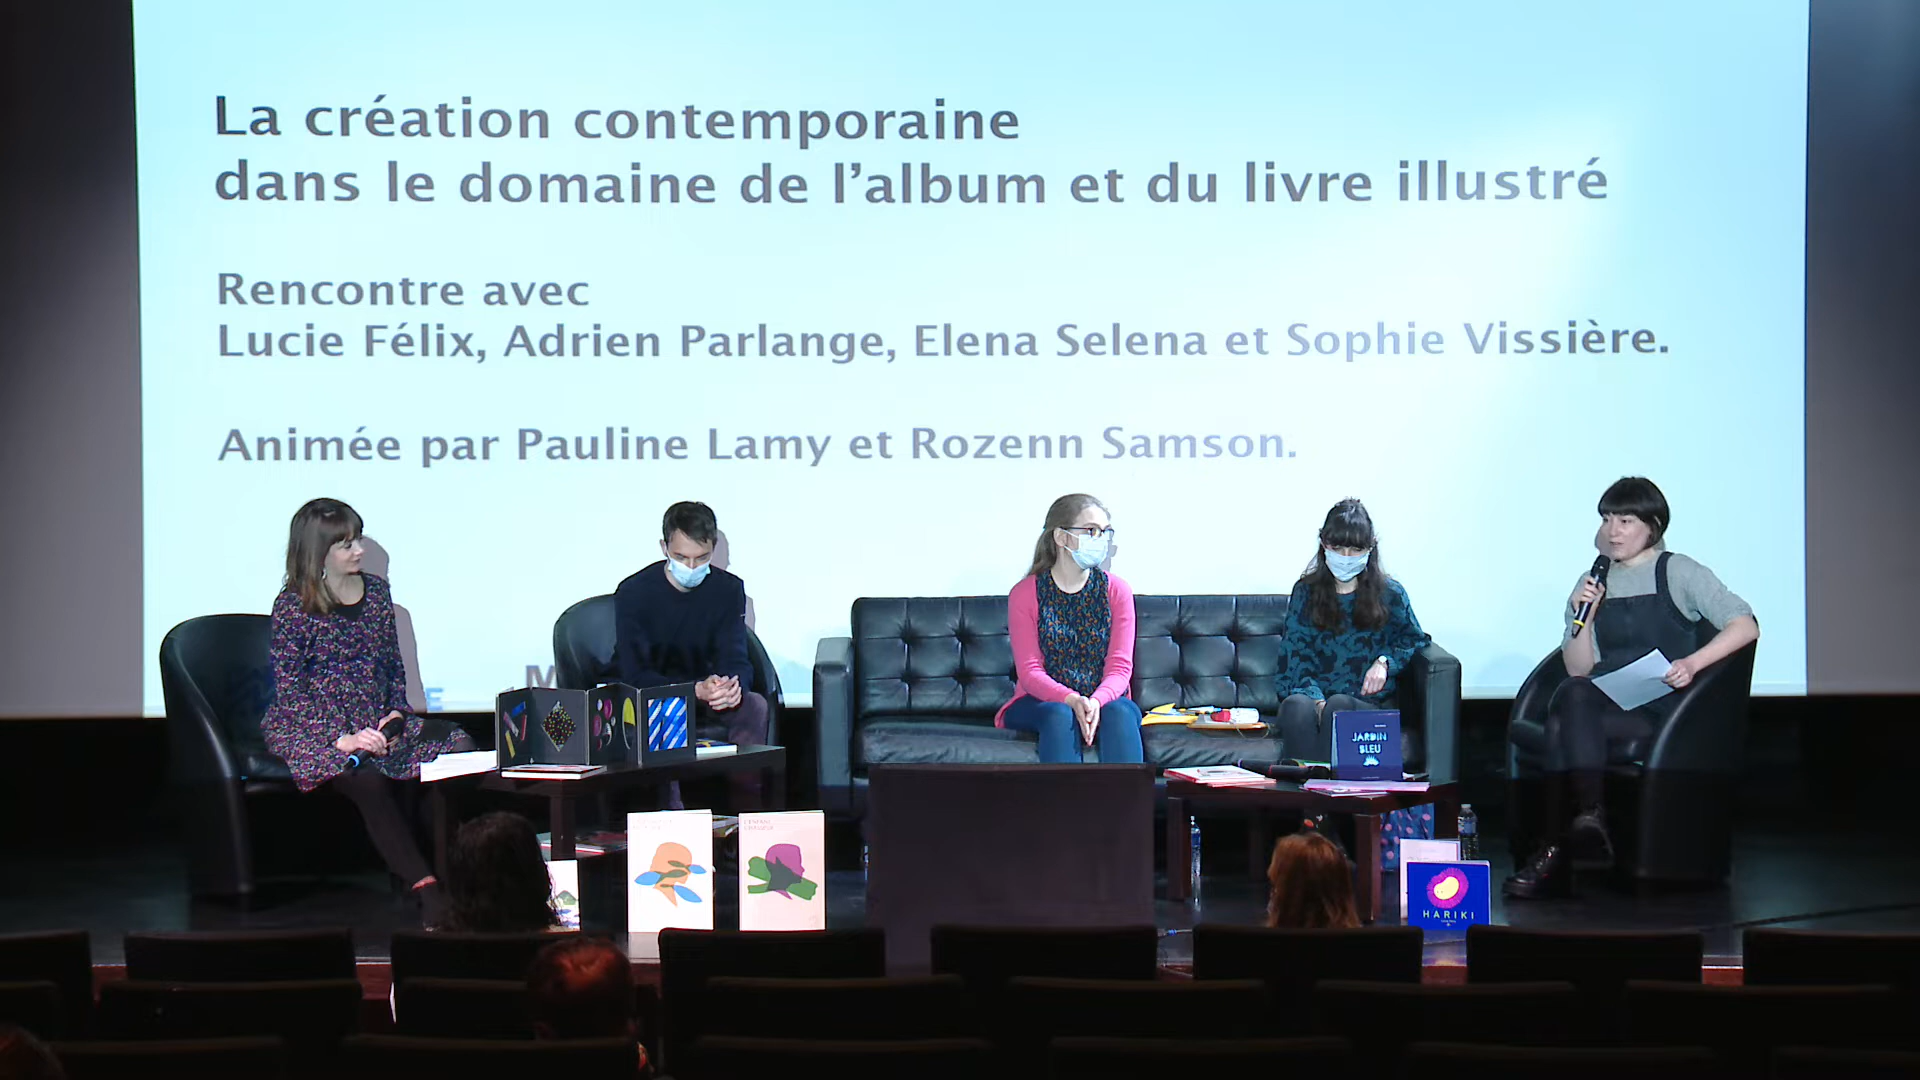 La création contemporaine
dans le domaine de l’album et du livre illustré
Rencontre avec
Lucie Félix, Adrien Parlange, Elena Selena et Sophie Vissière.
Animée par Pauline Lamy et Rozenn Samson.
JARDIN
BLEU
HARIKI